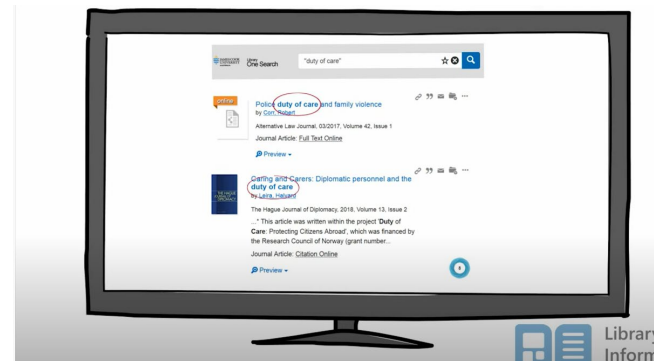 Library
One Search
"duty of care"
online
Police duty of care and family violence
by Corr, Robert
Alternative Law Journal, 03/2017, Volume 42, Issue 1
Journal Article: Full Text Online
Preview
Caring and Carers: Diplomatic personnel and the
duty of care
by Leira, Halvard
The Hague Journal of Diplomacy, 2018, Volume 13, Issue 2
..." This article was written within the project 'Duty of
Care: Protecting Citizens Abroad', which was financed by
the Research Council of Norway (grant number...
Journal Article: Citation Online
Preview
Library
Inform